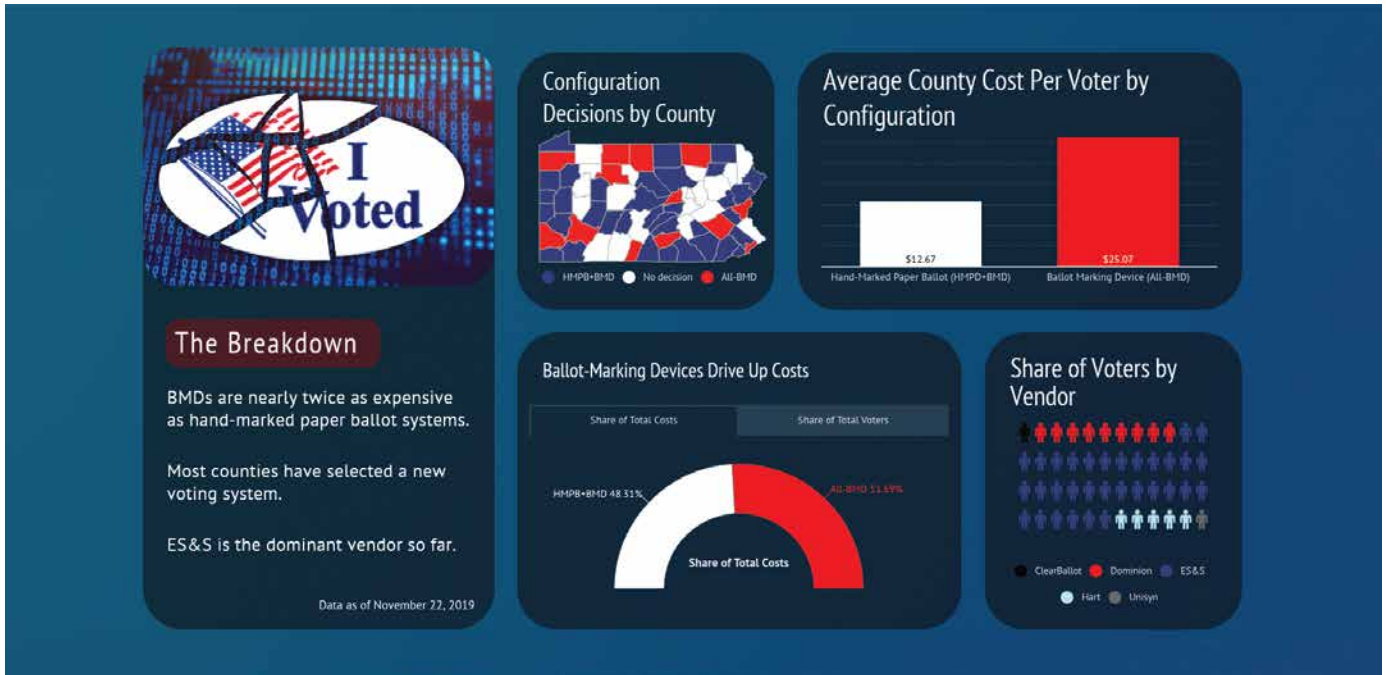 I
Voted
The Breakdown
BMDs are nearly twice as expensive
as hand-marked paper ballot systems.
Most counties have selected a new
voting system.
ES&S is the dominant vendor so far.
Data as of November 22, 2019
Configuration
Decisions by County
HMPB+BMD
No decision
All-BMD
Average County Cost Per Voter by
Configuration
$12.67
$25.07
Hand-Marked Paper Ballot (HMPD+BMD)
Ballot Marking Device (All-BMD)
Ballot-Marking Devices Drive Up Costs
Share of Total Costs
Share of Total Voters
HMPB+BMD 48.31%
All-BMD 51.69%
Share of Total Costs
Share of Voters by
Vendor
ClearBallot
Dominion
ES&S
Hart
Unisyn